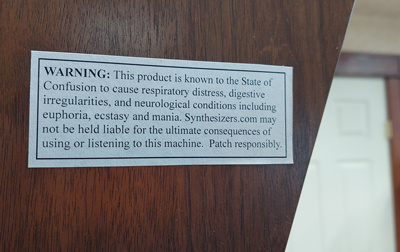 WARNING: This product is known to the State of
Confusion to cause respiratory distress, digestive
irregularities, and neurological conditions including
euphoria, ecstasy and mania. Synthesizers.com may
not be held liable for the ultimate consequences of
using or listening to this machine. Patch responsibly.